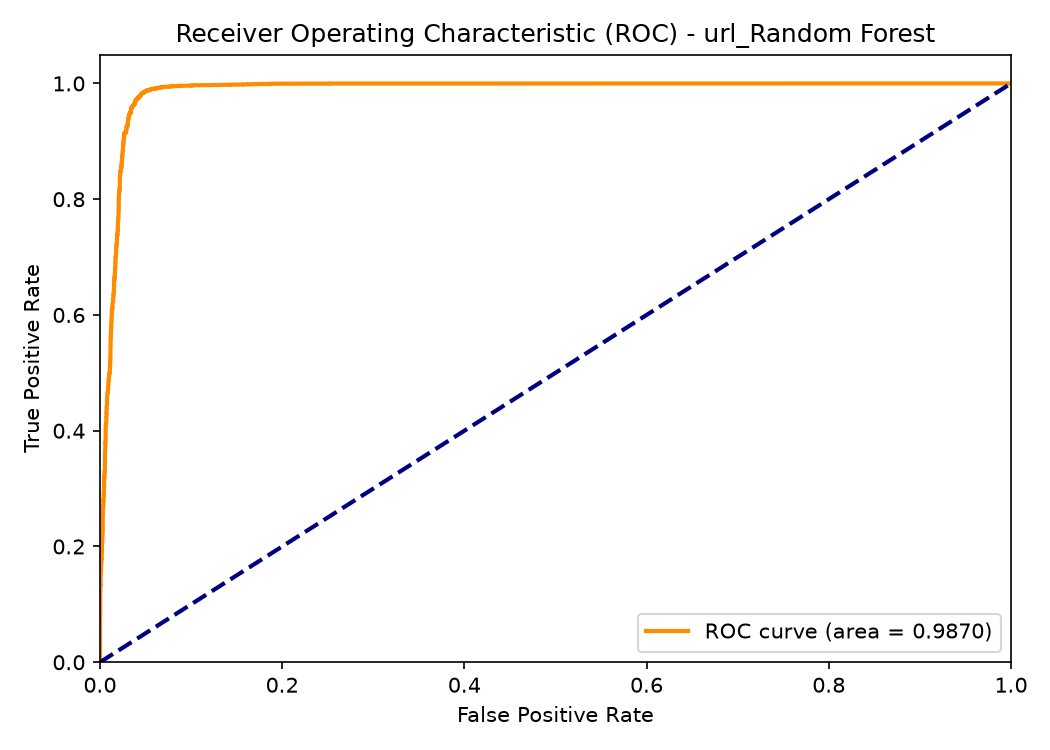 Receiver Operating Characteristic (ROC) - url_Random Forest
True Positive Rate
1.0
0.8
0.6
0.4
0.2
0.0
0.0 0.2 0.4 0.6 0.8 1.0
False Positive Rate
ROC curve (area = 0.9870)